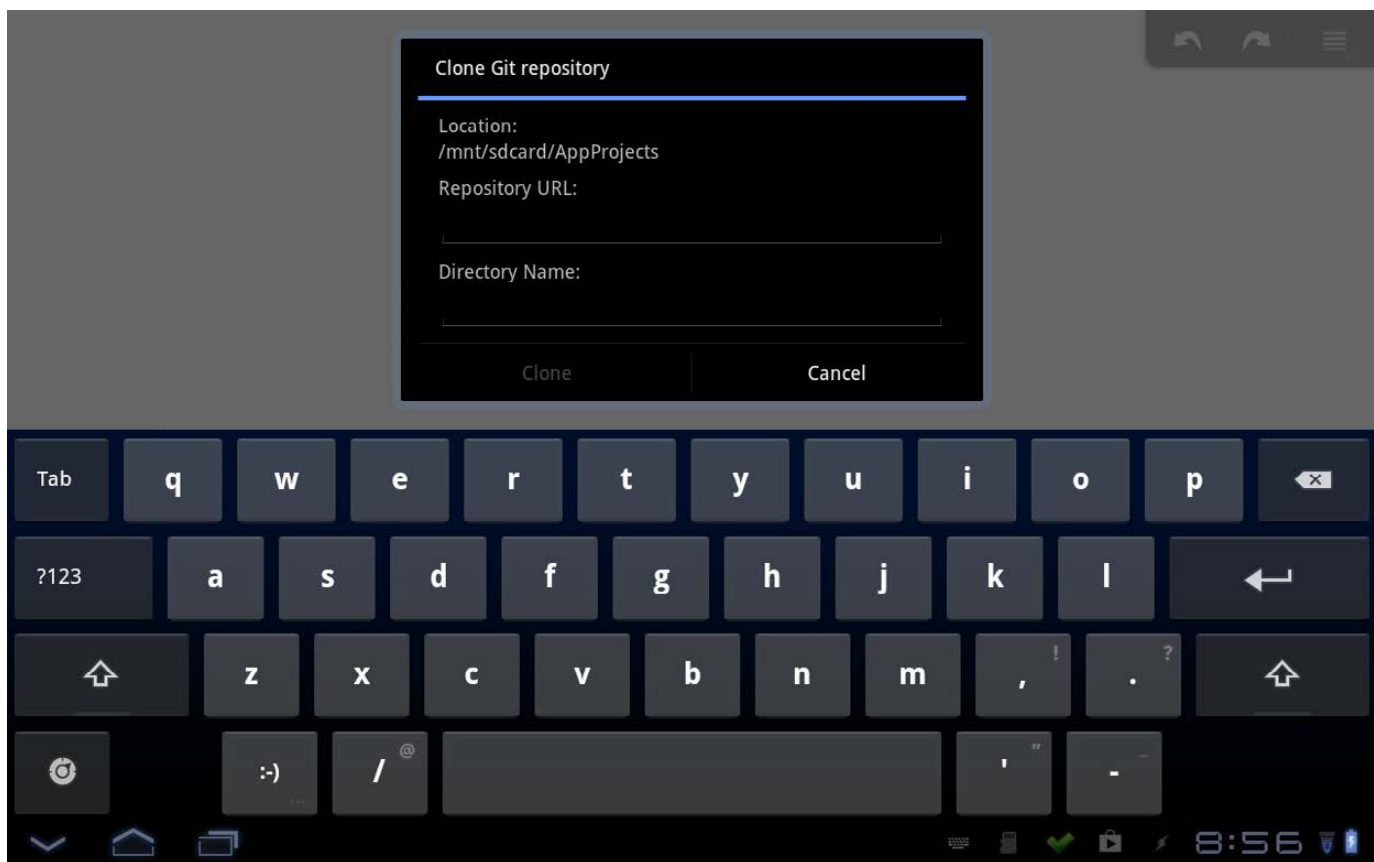 Clone Git repository
Location:
/mnt/sdcard/AppProjects
Repository URL:
Directory Name:
Clone Cancel
Tab q w e r t y u i o p
?123 a s d f g h j k l
z x c v b n m , ! . ?
:-) ... / @ ' " - _
8:56